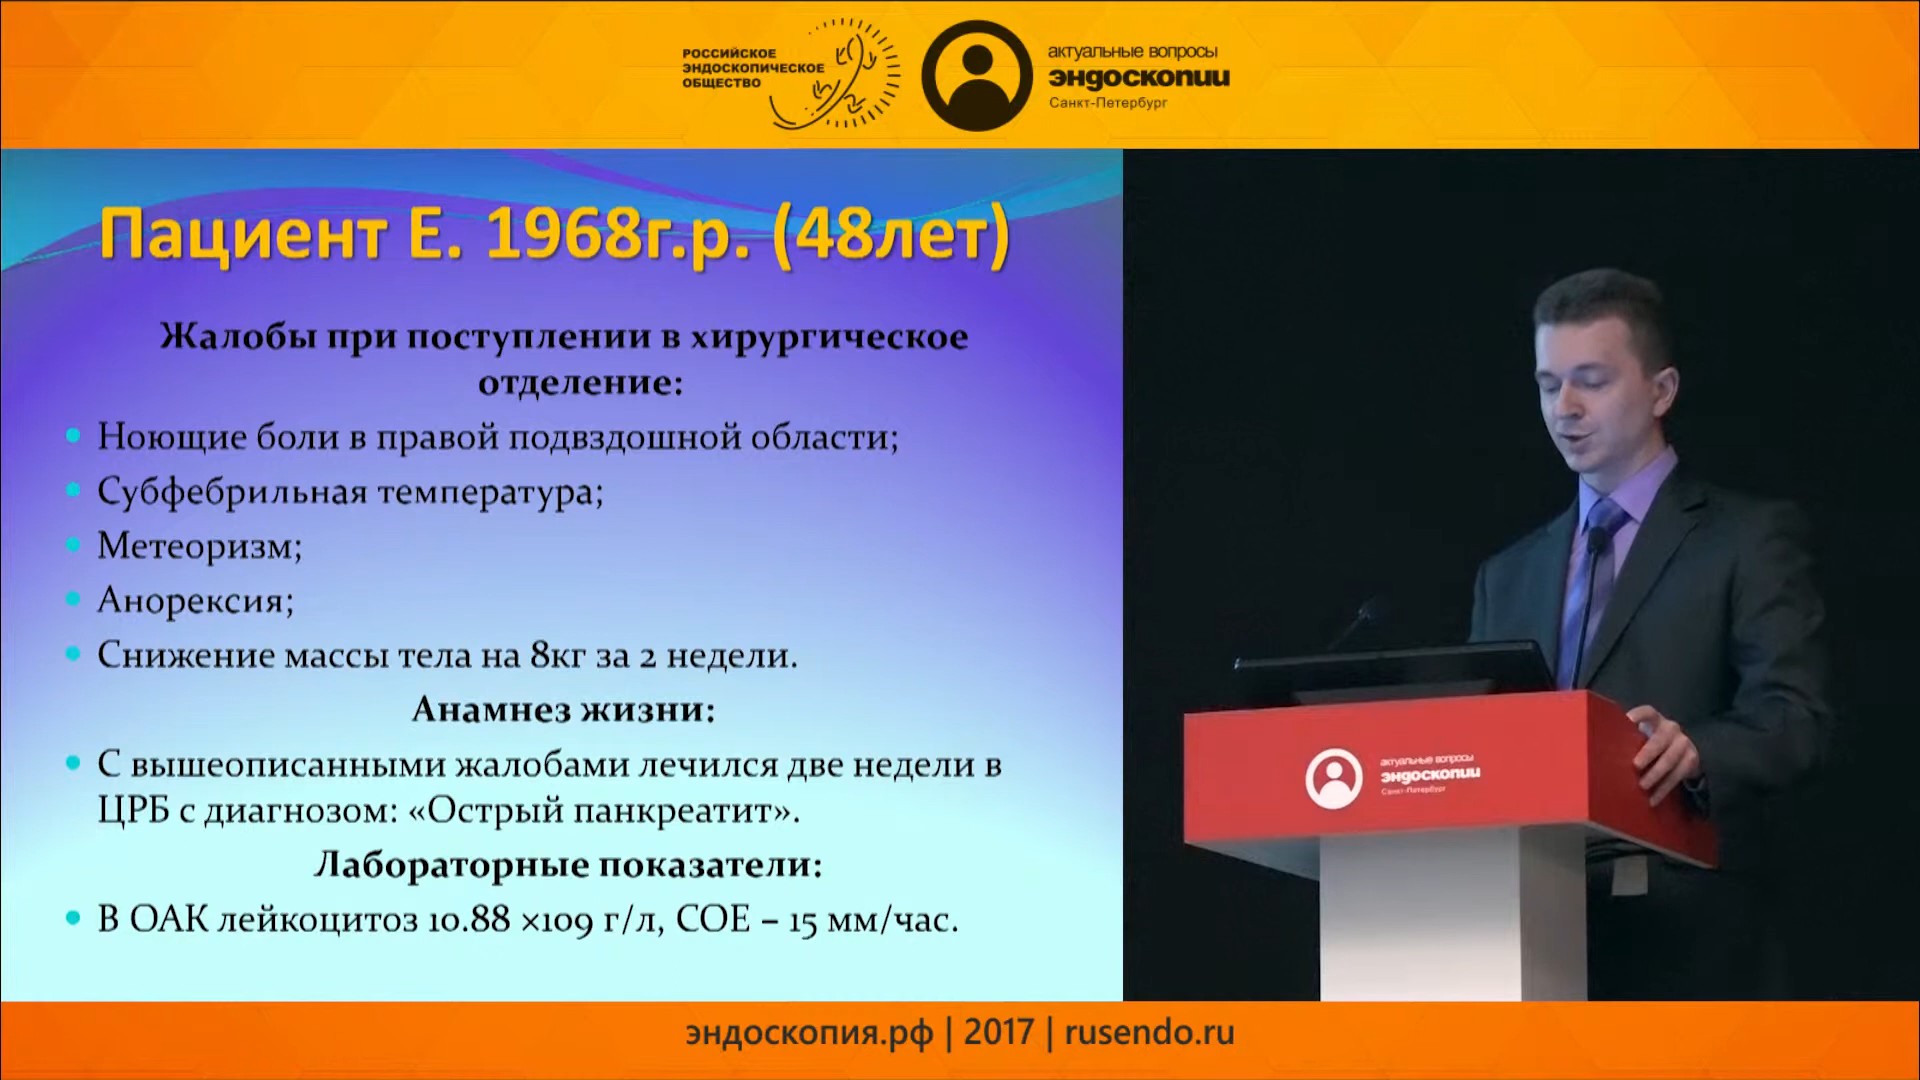 РОССИЙСКОЕ
ЭНДОСКОПИЧЕСКОЕ
ОБЩЕСТВО
актуальные вопросы
эндоскопии
Санкт-Петербург
Пациент Е. 1968г.р. (48лет)
Жалобы при поступлении в хирургическое
отделение:
Ноющие боли в правой подвздошной области;
Субфебрильная температура;
Метеоризм;
Анорексия;
Снижение массы тела на 8кг за 2 недели.
Анамнез жизни:
С вышеописанными жалобами лечился две недели в
ЦРБ с диагнозом: «Острый панкреатит».
Лабораторные показатели:
В ОАК лейкоцитоз 10.88 ×109 г/л, СОЕ – 15 мм/час.
актуальные вопросы
эндоскопии
Санкт-Петербург
эндоскопия.рф | 2017 | rusendo.ru